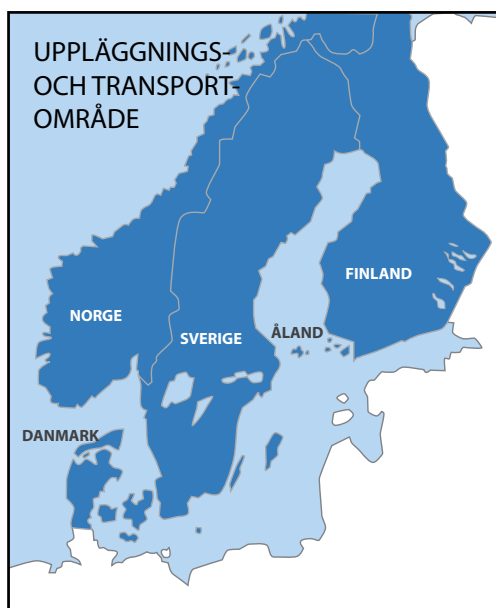 UPPLÄGGNINGS-
OCH TRANSPORT-
OMRÅDE
FINLAND
NORGE
ÅLAND
SVERIGE
DANMARK